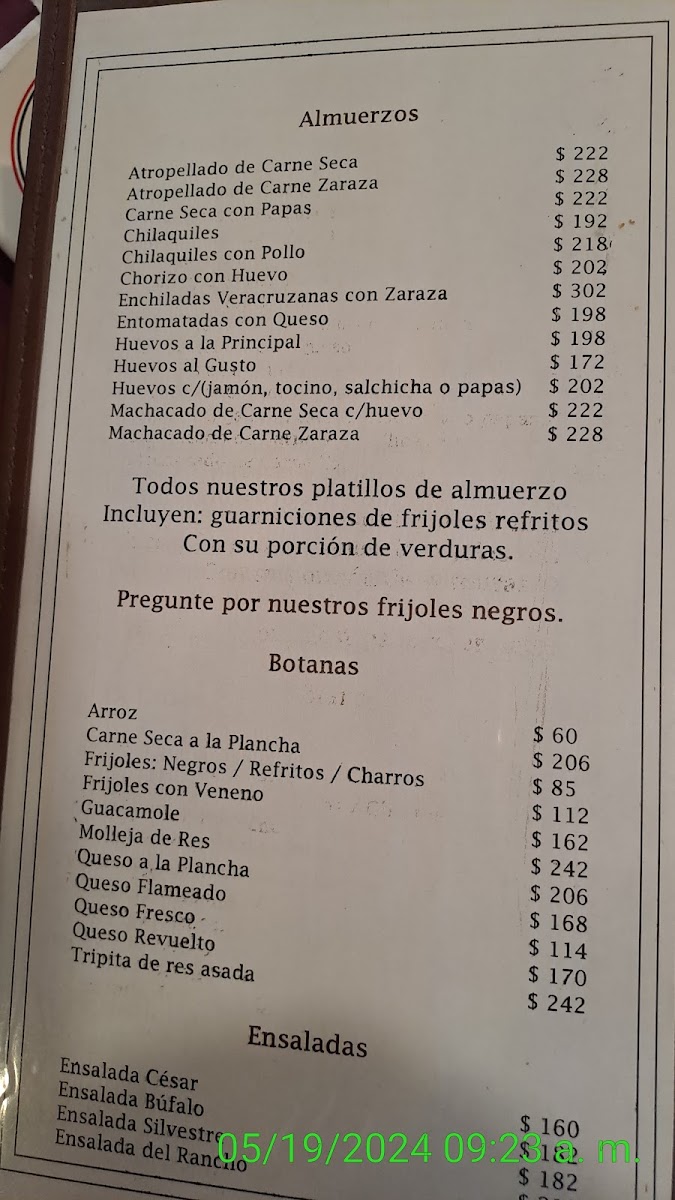 Almuerzos
Atropellado de Carne Seca $ 222
Atropellado de Carne Zaraza $ 228
Carne Seca con Papas $ 222
Chilaquiles $ 192
Chilaquiles con Pollo $ 218
Chorizo con Huevo $ 202
Enchiladas Veracruzanas con Zaraza $ 302
Entomatadas con Queso $ 198
Huevos a la Principal $ 198
Huevos al Gusto $ 172
Huevos c/(jamón, tocino, salchicha o papas) $ 202
Machacado de Carne Seca c/huevo $ 222
Machacado de Carne Zaraza $ 228
Todos nuestros platillos de almuerzo
Incluyen: guarniciones de frijoles refritos
Con su porción de verduras.
Pregunte por nuestros frijoles negros.
Botanas
Arroz $ 60
Carne Seca a la Plancha $ 206
Frijoles: Negros / Refritos / Charros $ 85
Frijoles con Veneno $ 112
Guacamole $ 162
Molleja de Res $ 242
Queso a la Plancha $ 206
Queso Flameado $ 168
Queso Fresco $ 114
Queso Revuelto $ 170
Tripita de res asada $ 242
Ensaladas
Ensalada César $ 160
Ensalada Búfalo $ 182
Ensalada Silvestre $ 182
Ensalada del Rancho $
05/19/2024 09:23 a. m.